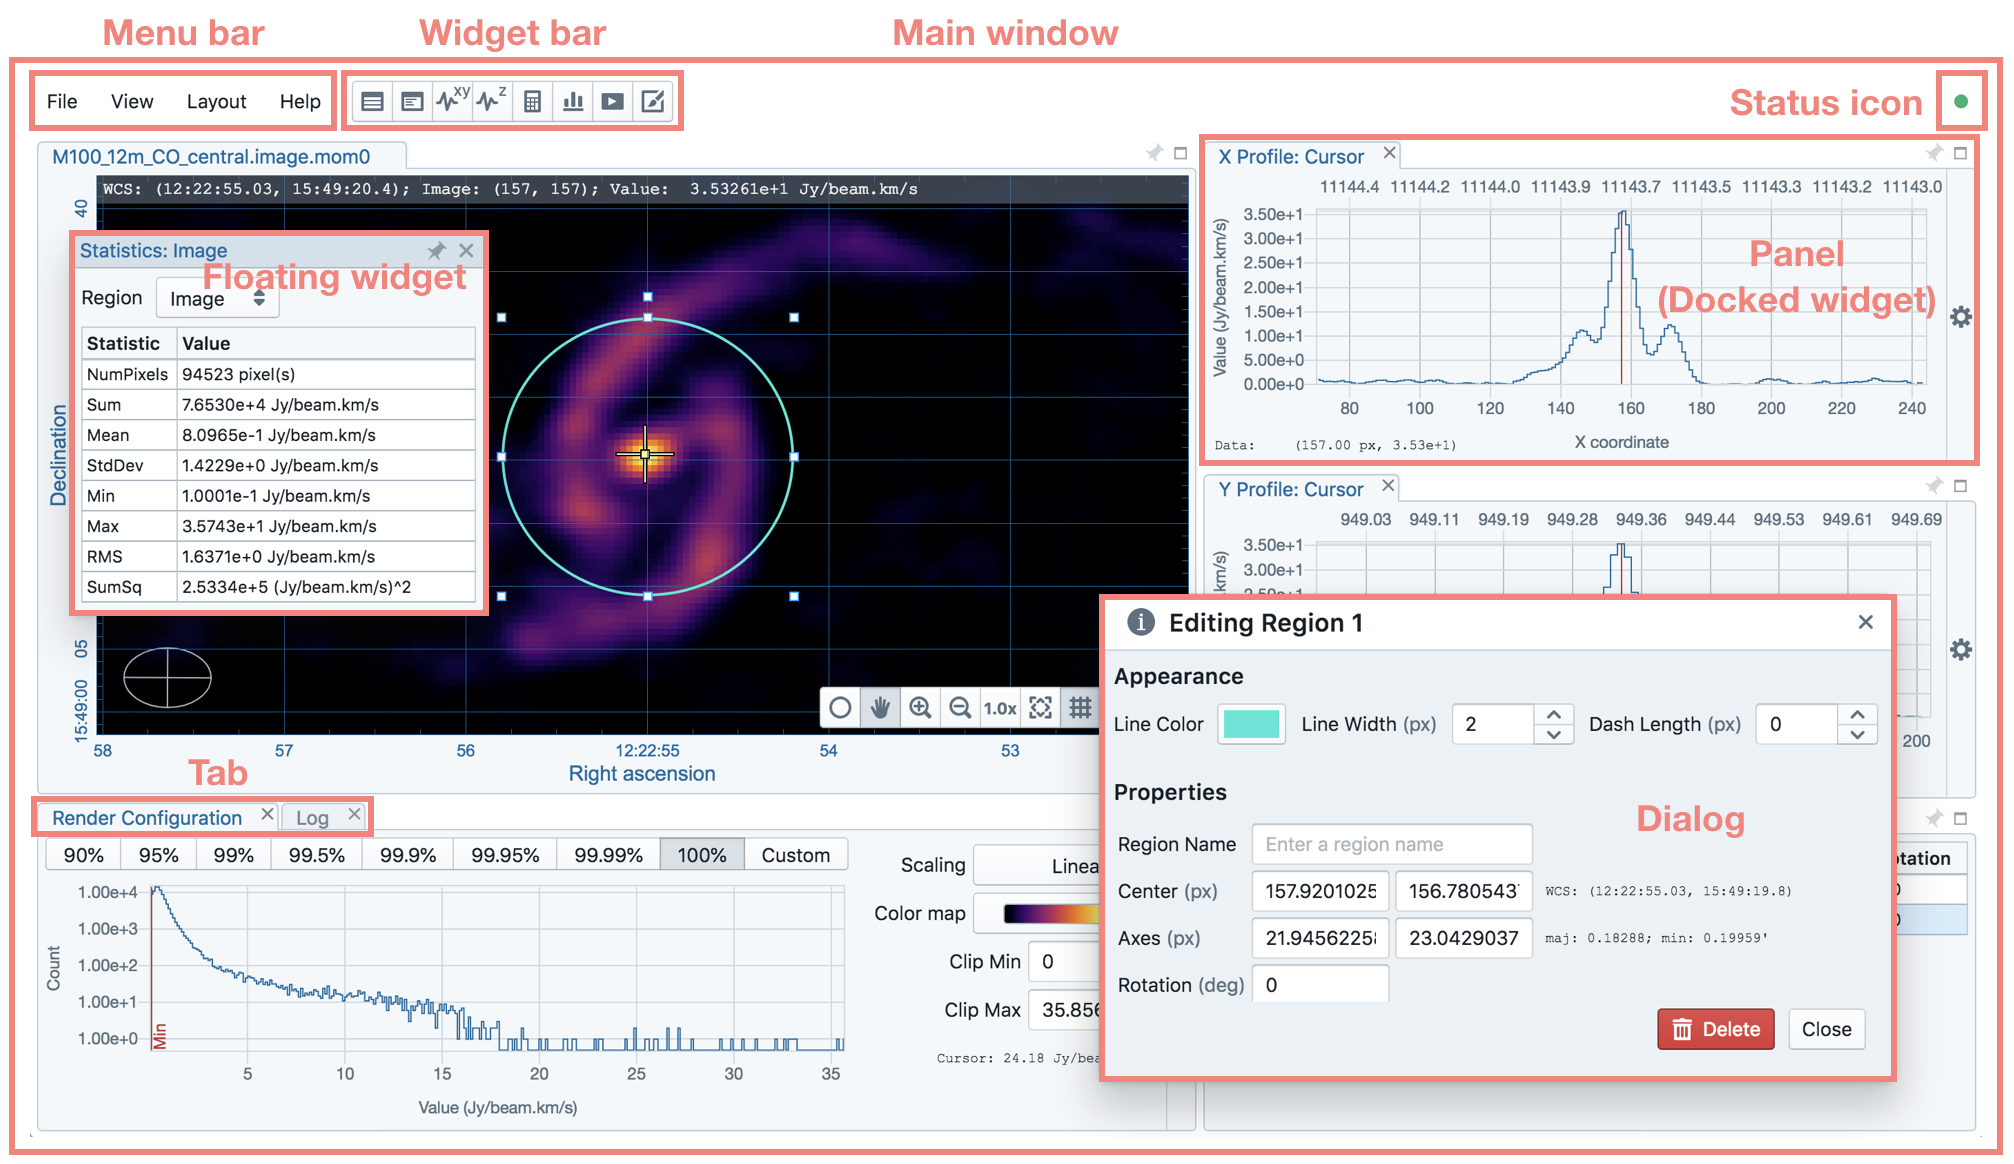 Menu bar
Widget bar
Main window
File View Layout Help
xy
z
Status icon
M100_12m_CO_central.image.mom0
WCS: (12:22:55.03, 15:49:20.4); Image: (157, 157); Value: 3.53261e+1 Jy/beam.km/s
40
Declination
05
15:49:00
58 57 56 12:22:55 54 53
Right ascension
1.0x
Statistics: Image
Floating widget
Region Image
Statistic Value
NumPixels 94523 pixel(s)
Sum 7.6530e+4 Jy/beam.km/s
Mean 8.0965e-1 Jy/beam.km/s
StdDev 1.4229e+0 Jy/beam.km/s
Min 1.0001e-1 Jy/beam.km/s
Max 3.5743e+1 Jy/beam.km/s
RMS 1.6371e+0 Jy/beam.km/s
SumSq 2.5334e+5 (Jy/beam.km/s)^2
X Profile: Cursor
11144.4 11144.2 11144.0 11143.9 11143.7 11143.5 11143.3 11143.2 11143.0
Value (Jy/beam.km/s)
3.50e+1
3.00e+1
2.50e+1
2.00e+1
1.50e+1
1.00e+1
5.00e+0
0.00e+0
80 100 120 140 160 180 200 220 240
X coordinate
Data: (157.00 px, 3.53e+1)
Panel
(Docked widget)
Y Profile: Cursor
949.03 949.11 949.19 949.28 949.36 949.44 949.53 949.61 949.69
3.50e+1
3.00e+1
km/s)
200
Tab
Render Configuration
Log
90% 95% 99% 99.5% 99.9% 99.95% 99.99% 100% Custom
Count
1.00e+4
1.00e+3
1.00e+2
1.00e+1
1.00e+0
Min
5 10 15 20 25 30 35
Value (Jy/beam.km/s)
Scaling Linea
Color map
Clip Min 0
Clip Max 35.856
Cursor: 24.18 Jy/bea
tation
Editing Region 1
Appearance
Line Color Line Width (px) 2 Dash Length (px) 0
Properties
Dialog
Region Name Enter a region name
Center (px) 157.9201025 156.780543 WCS: (12:22:55.03, 15:49:19.8)
Axes (px) 21.9456225 23.0429037 maj: 0.18288; min: 0.19959'
Rotation (deg) 0
Delete Close